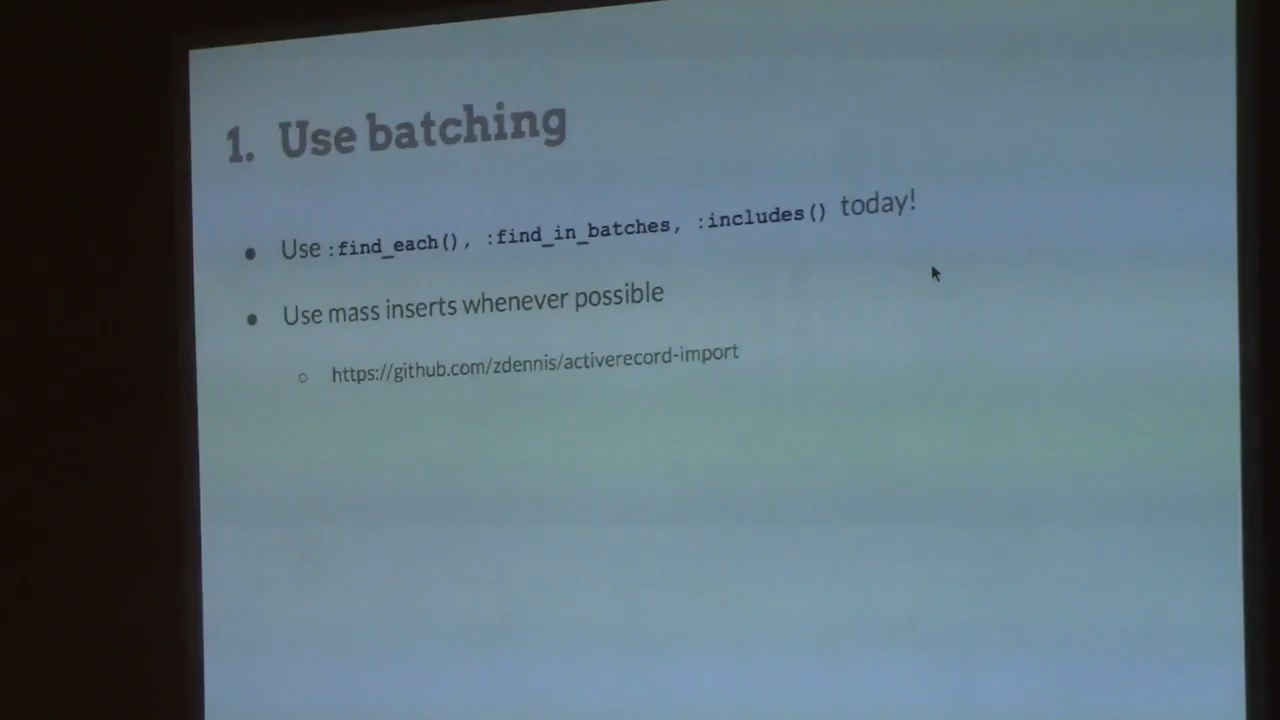 1. Use batching
● Use :find_each(), :find_in_batches, :includes() today!
● Use mass inserts whenever possible
○ https://github.com/zdennis/activerecord-import